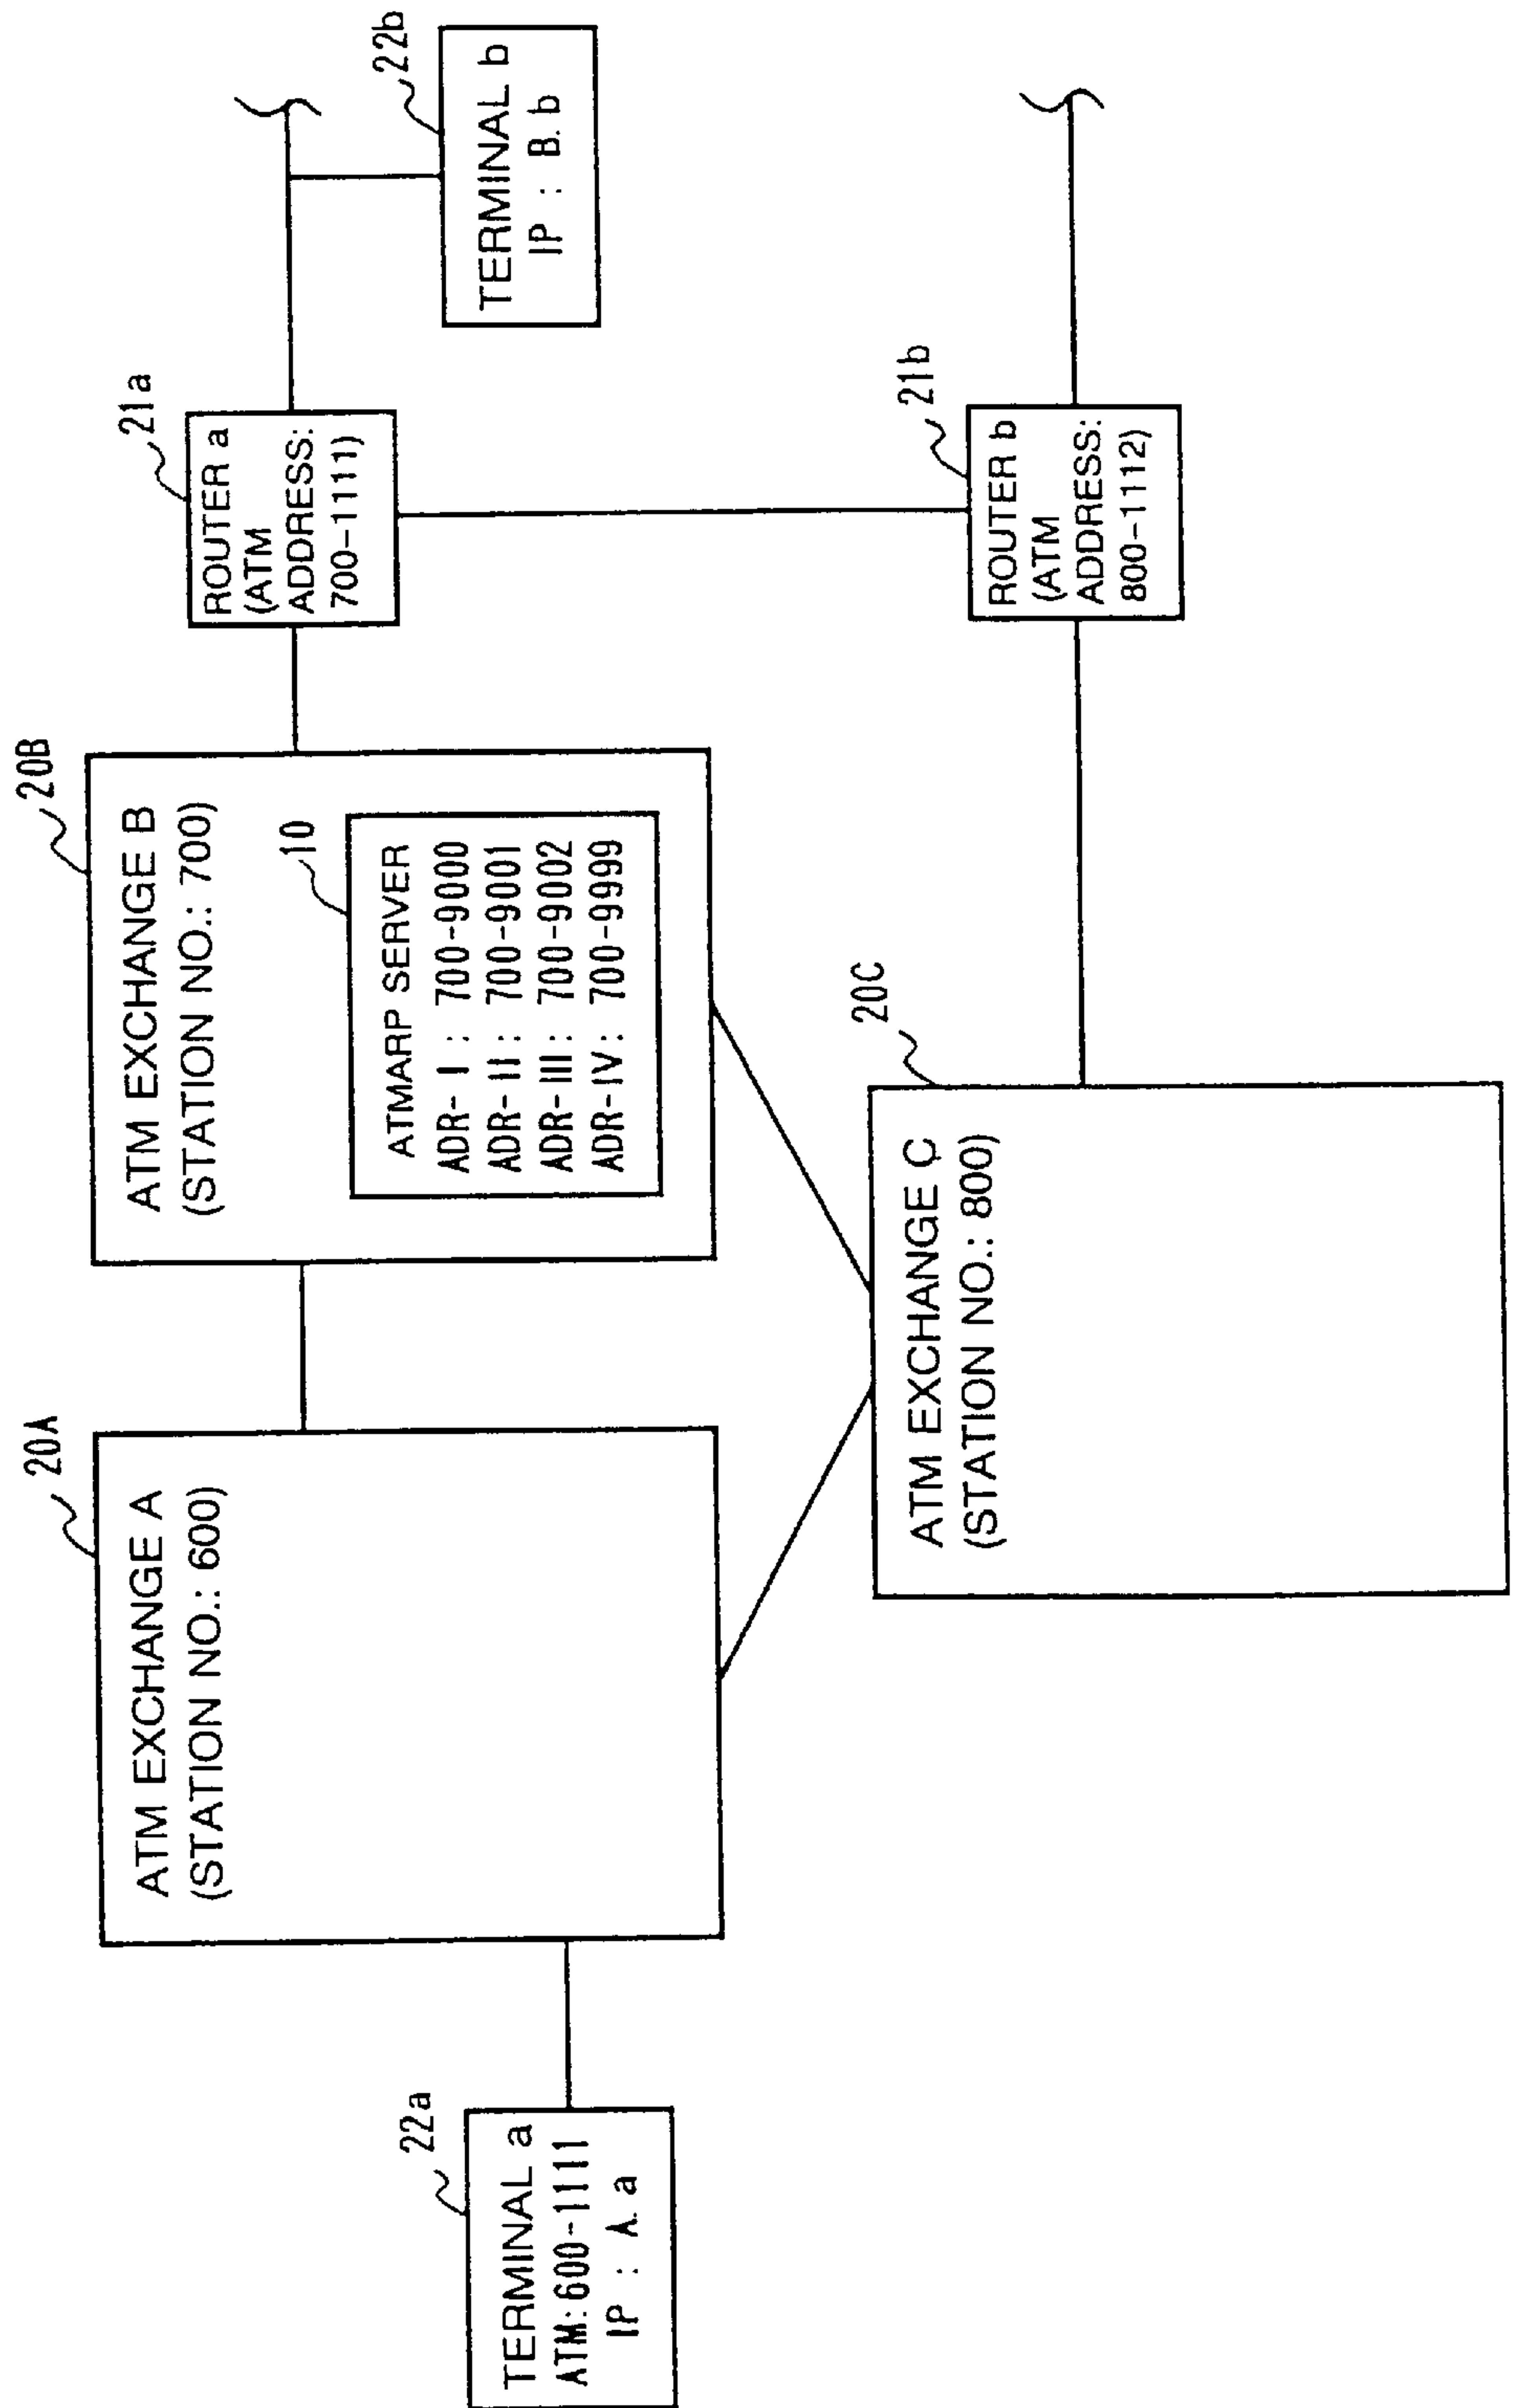 20A
ATM EXCHANGE A
(STATION NO.: 600)
20B
ATM EXCHANGE B
(STATION NO.: 700)
10
ATMARP SERVER
ADR-I : 700-9000
ADR-II : 700-9001
ADR-III: 700-9002
ADR-IV: 700-9999
21a
ROUTER a
(ATM
ADDRESS:
700-1111)
22b
TERMINAL b
IP : B. b
22a
TERMINAL a
ATM:600-1111
IP : A. a
20C
ATM EXCHANGE C
(STATION NO.: 800)
21b
ROUTER b
(ATM
ADDRESS:
800-1112)